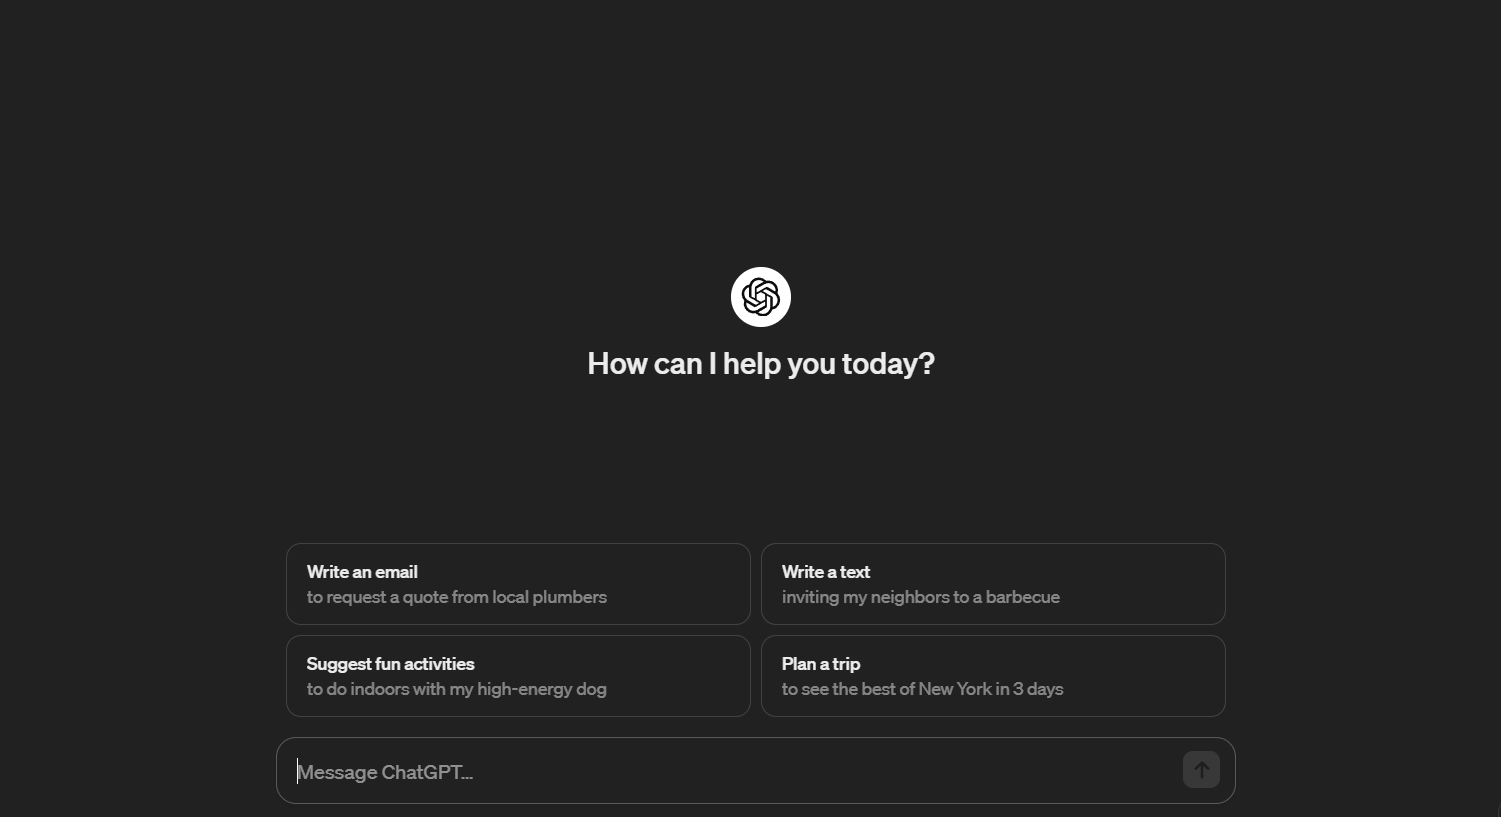 How can I help you today?
Write an email
to request a quote from local plumbers
Write a text
inviting my neighbors to a barbecue
Suggest fun activities
to do indoors with my high-energy dog
Plan a trip
to see the best of New York in 3 days
Message ChatGPT...